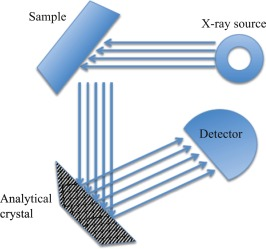 Sample
X-ray source
Detector
Analytical
crystal